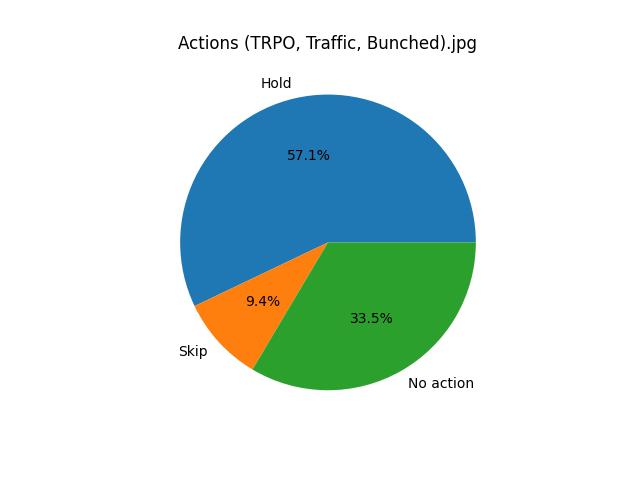 Actions (TRPO, Traffic, Bunched).jpg
Hold
57.1%
9.4%
33.5%
Skip
No action